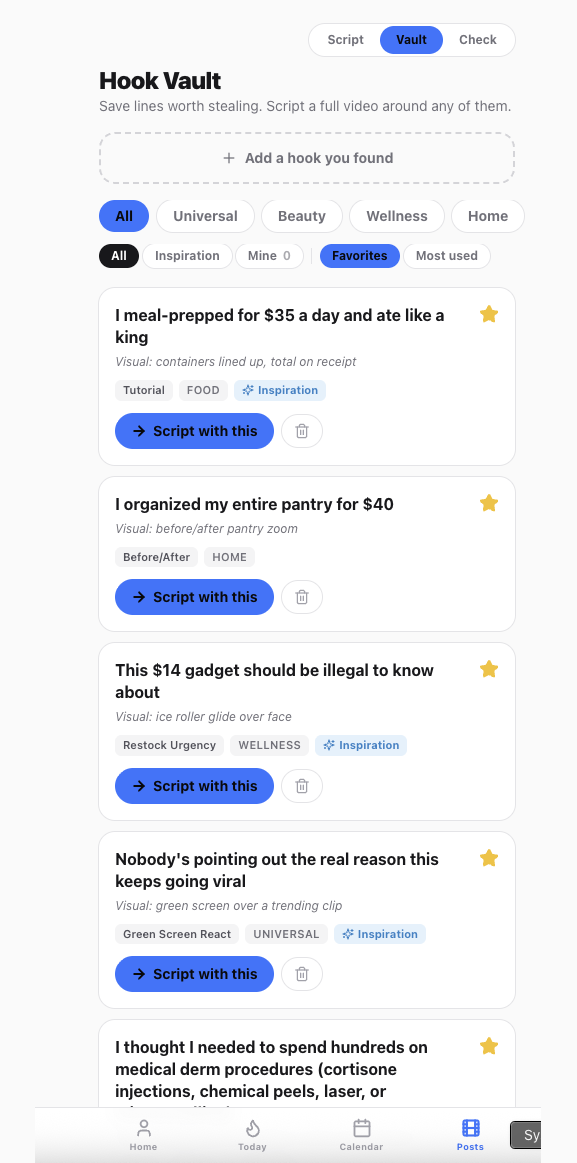 Script Vault Check
Hook Vault
Save lines worth stealing. Script a full video around any of them.
+ Add a hook you found
All Universal Beauty Wellness Home
All Inspiration Mine 0 Favorites Most used
I meal-prepped for $35 a day and ate like a
king
Visual: containers lined up, total on receipt
Tutorial FOOD Inspiration
→ Script with this
I organized my entire pantry for $40
Visual: before/after pantry zoom
Before/After HOME
→ Script with this
This $14 gadget should be illegal to know
about
Visual: ice roller glide over face
Restock Urgency WELLNESS Inspiration
→ Script with this
Nobody's pointing out the real reason this
keeps going viral
Visual: green screen over a trending clip
Green Screen React UNIVERSAL Inspiration
→ Script with this
I thought I needed to spend hundreds on
medical derm procedures (cortisone
injections, chemical peels, laser, or
Home Today Calendar Posts
Sy